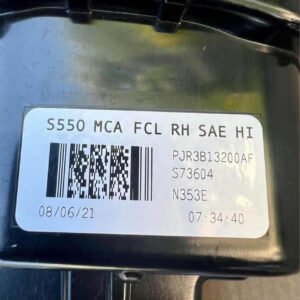 S550 MCA FCL RH SAE HI
PJR3B13200AF
S73604
N353E
08/06/21 07:34:40